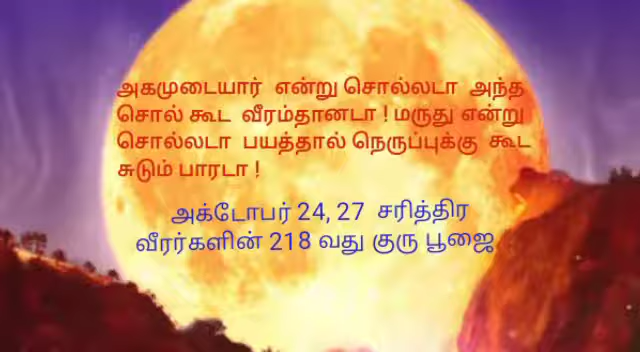 அகமுடையார் என்று சொல்லடா அந்த
சொல் கூட வீரம்தானடா ! மருது என்று
சொல்லடா பயத்தால் நெருப்புக்கு கூட
சுடும் பாரடா !
அக்டோபர் 24, 27 சரித்திர
வீரர்களின் 218 வது குரு பூஜை